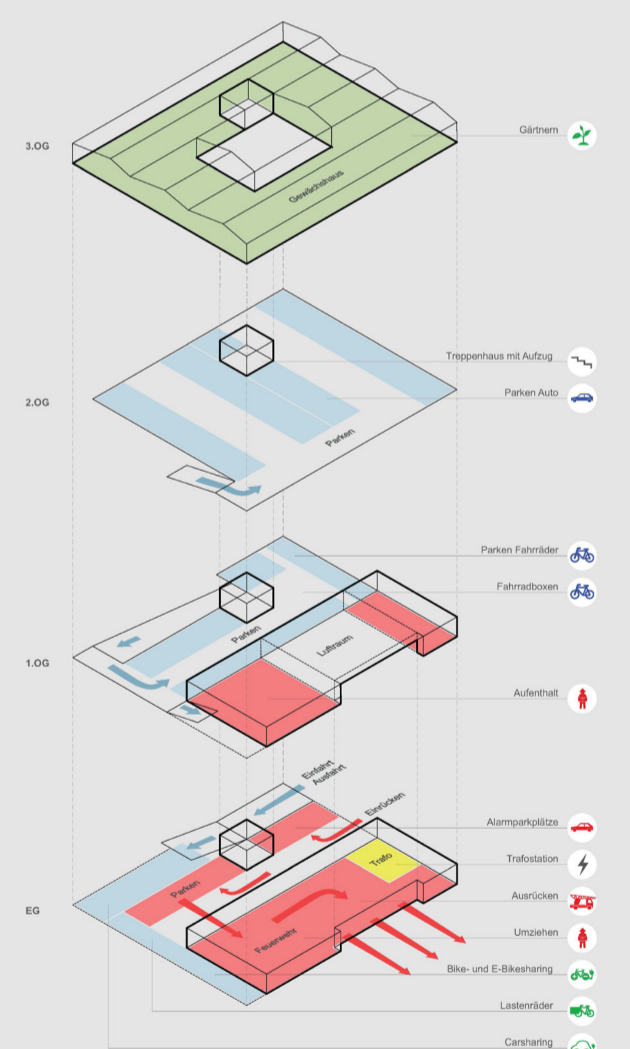 3.OG
Gärtnern
Gewächshaus
Treppenhaus mit Aufzug
2.OG
Parken Auto
Parken
Parken Fahrräder
Fahrradboxen
Parken
Luftraum
1.OG
Aufenthalt
Einfahrt
Ausfahrt
Einrücken
Alarmparkplätze
Trafo
Trafostation
Parken
Ausrücken
EG
Feuerwehr
Umziehen
Bike- und E-Bikesharing
Lastenräder
Carsharing